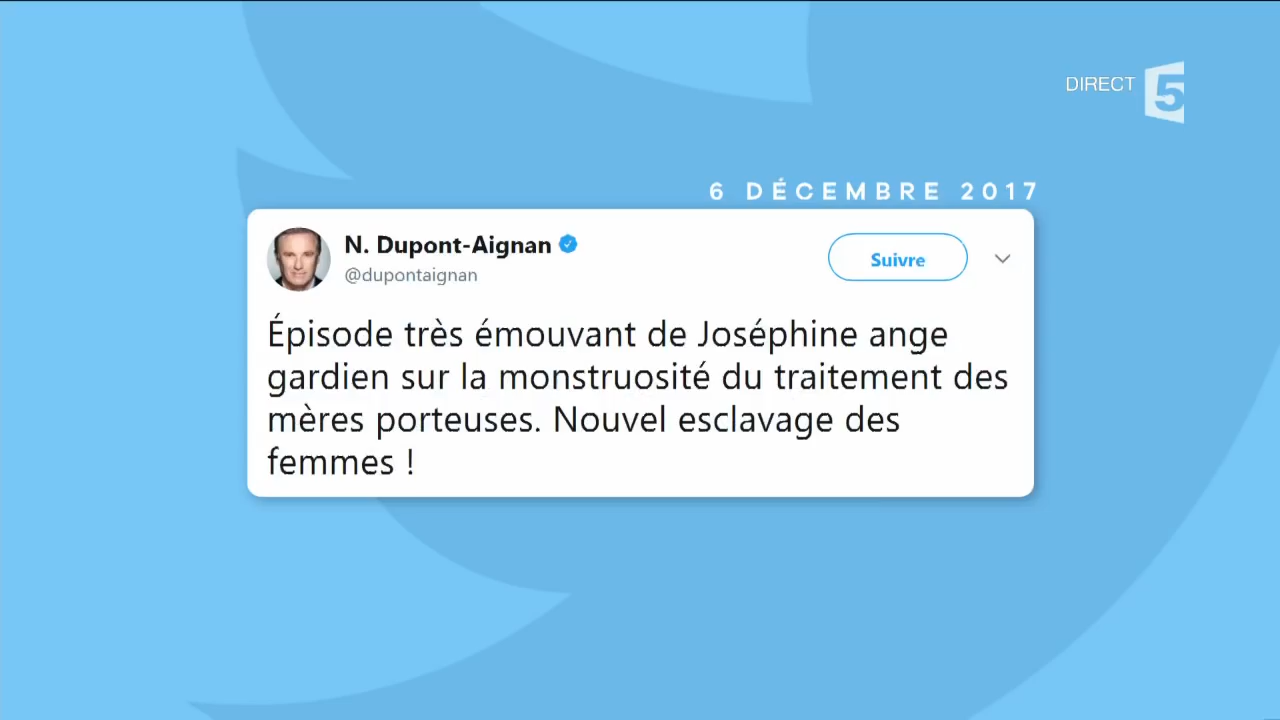 DIRECT 5
6 DÉCEMBRE 2017
N. Dupont-Aignan
@dupontaignan
Suivre
Épisode très émouvant de Joséphine ange
gardien sur la monstruosité du traitement des
mères porteuses. Nouvel esclavage des
femmes !